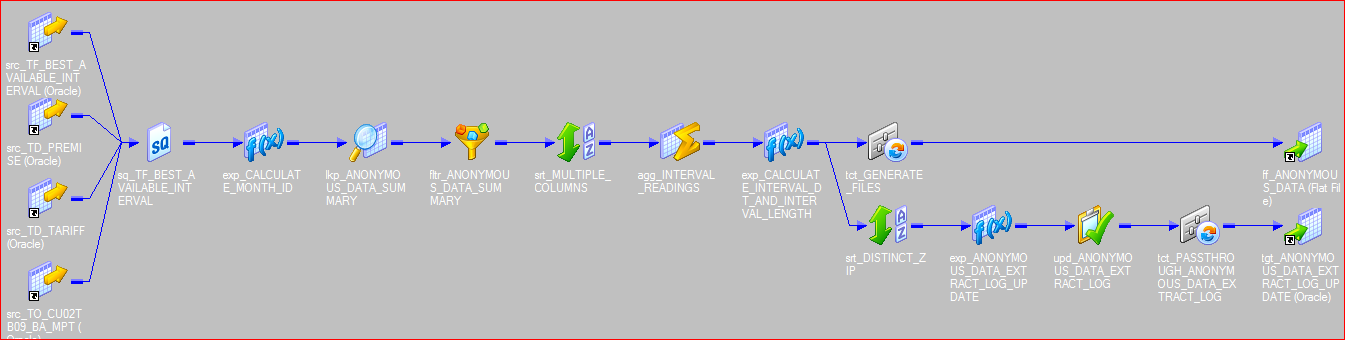 src_TF_BEST_A
VAILABLE_INT
ERVAL (Oracle)
src_TD_PREMI
SE (Oracle)
src_TD_TARIFF
(Oracle)
src_TO_CU02T
B09_BA_MPT (
Oracle)
SQ
sq_TF_BEST_A
VAILABLE_INT
ERVAL
f(x)
exp_CALCULAT
E_MONTH_ID
lkp_ANONYMO
US_DATA_SUM
MARY
fltr_ANONYMOU
S_DATA_SUM
MARY
A
Z
srt_MULTIPLE_
COLUMNS
agg_INTERVAL
_READINGS
f(x)
exp_CALCULAT
E_INTERVAL_D
T_AND_INTER
VAL_LENGTH
tct_GENERATE
_FILES
ff_ANONYMOU
S_DATA (Flat Fil
e)
A
Z
srt_DISTINCT_Z
IP
f(x)
exp_ANONYMO
US_DATA_EXT
RACT_LOG_UP
DATE
upd_ANONYMO
US_DATA_EXT
RACT_LOG
tct_PASSTHRO
UGH_ANONYM
OUS_DATA_EX
TRACT_LOG
tgt_ANONYMO
US_DATA_EXT
RACT_LOG_UP
DATE (Oracle)